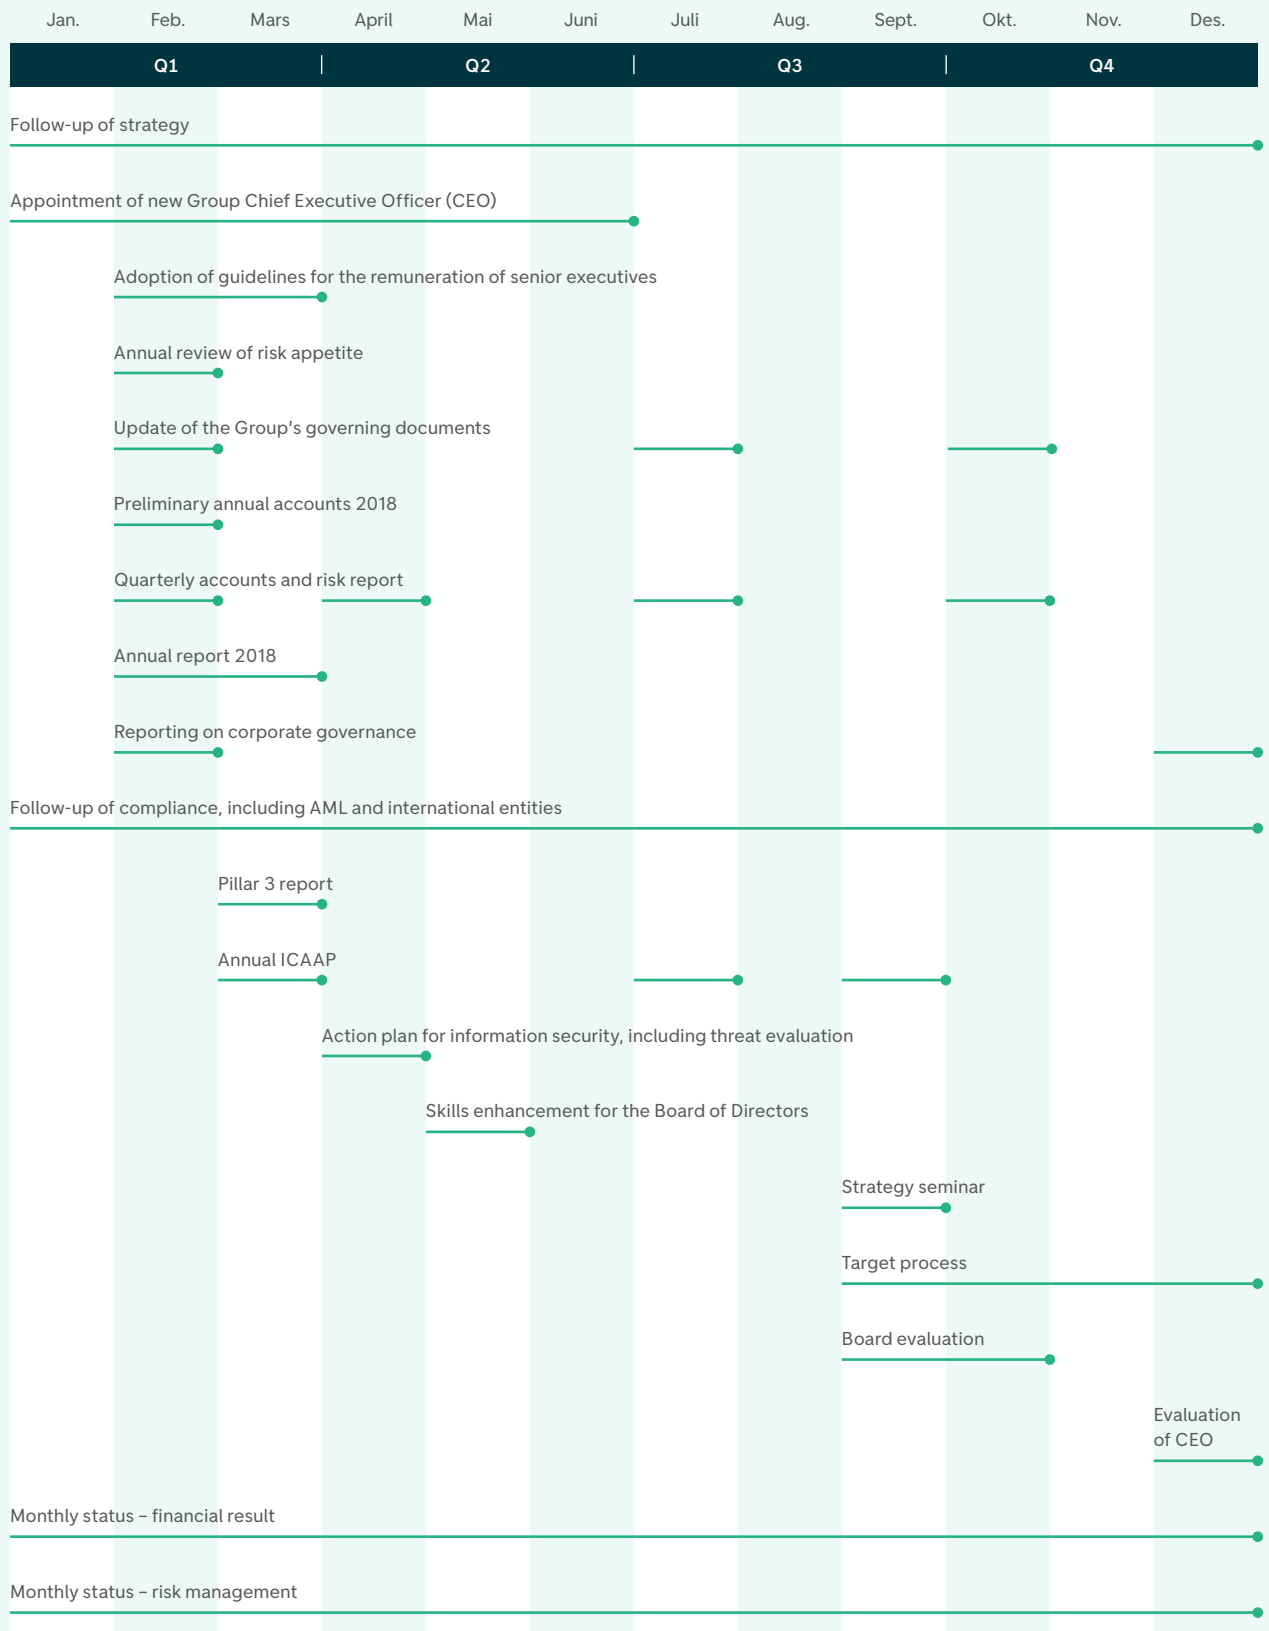 Jan. Feb. Mars April Mai Juni Juli Aug. Sept. Okt. Nov. Des.
Q1 Q2 Q3 Q4
Follow-up of strategy
Appointment of new Group Chief Executive Officer (CEO)
Adoption of guidelines for the remuneration of senior executives
Annual review of risk appetite
Update of the Group's governing documents
Preliminary annual accounts 2018
Quarterly accounts and risk report
Annual report 2018
Reporting on corporate governance
Follow-up of compliance, including AML and international entities
Pillar 3 report
Annual ICAAP
Action plan for information security, including threat evaluation
Skills enhancement for the Board of Directors
Strategy seminar
Target process
Board evaluation
Evaluation
of CEO
Monthly status – financial result
Monthly status – risk management